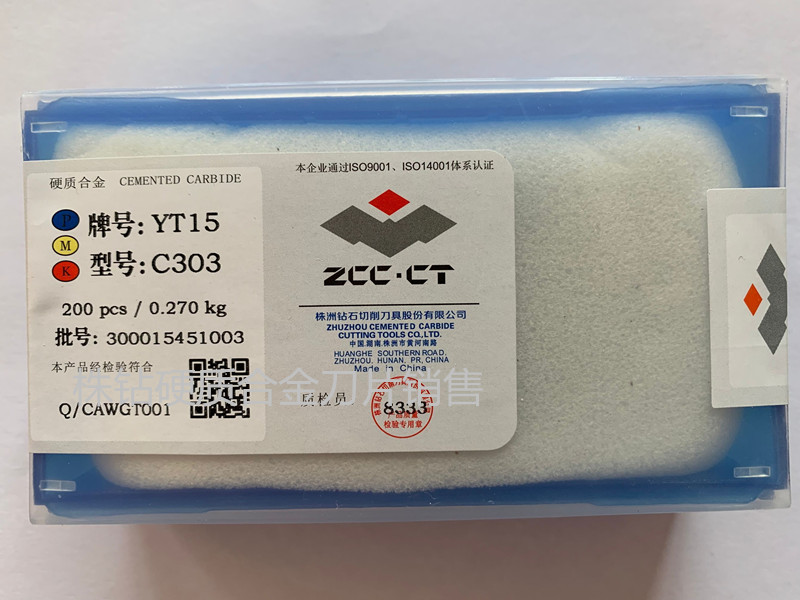 硬质合金 CEMENTED CARBIDE
P
M
K
牌号: YT15
型号: C303
200 pcs / 0.270 kg
批号: 300015451003
本产品经检验符合
Q/CAWGT001
本企业通过ISO9001、ISO14001体系认证
ZCC·CT
株洲钻石切削刀具股份有限公司
ZHUZHOU CEMENTED CARBIDE
CUTTING TOOLS CO.,LTD.
中国.湖南.株洲市黄河南路
HUANGHE SOUTHERN ROAD,
ZHUZHOU, HUNAN, PR, CHINA
Made in China
质检员
8333
产品质量
检验专用章
株钻硬质合金刀片销售